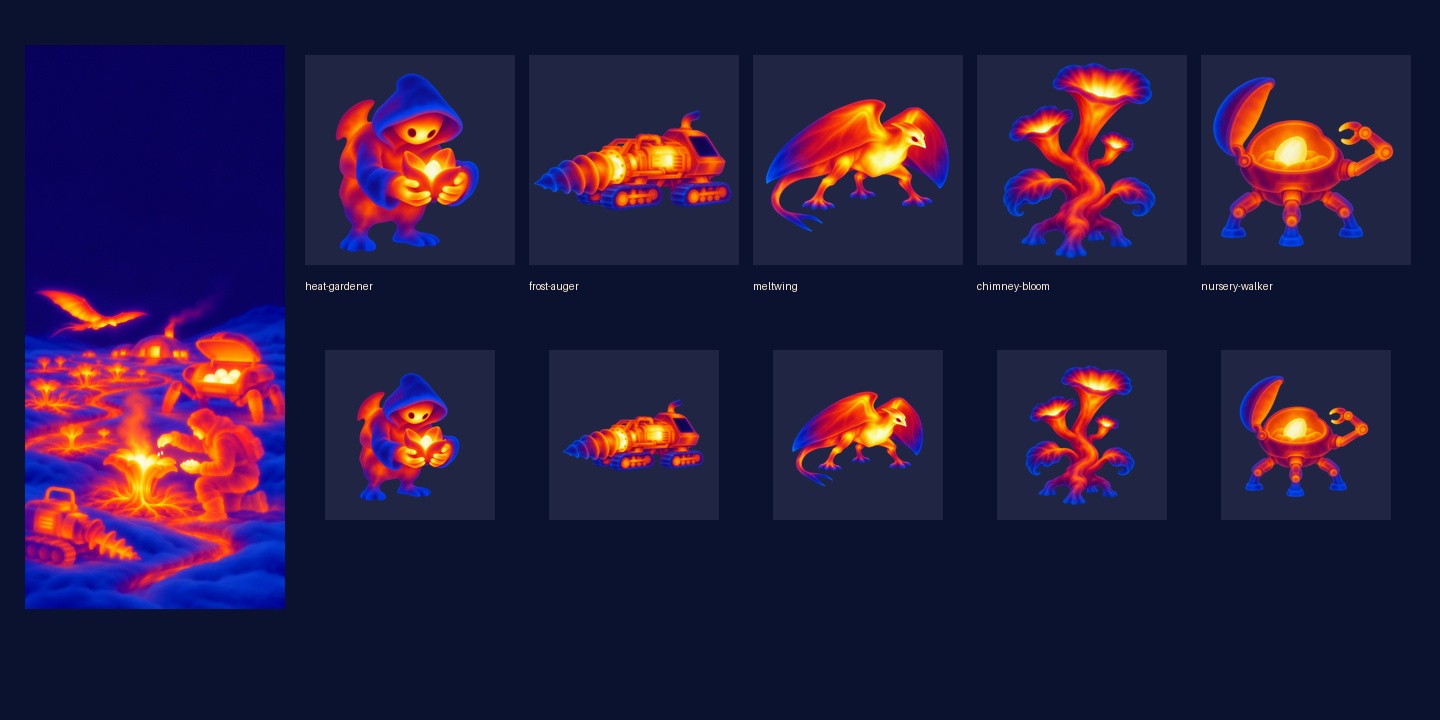 heat-gardener
frost-auger
meltwing
chimney-bloom
nursery-walker